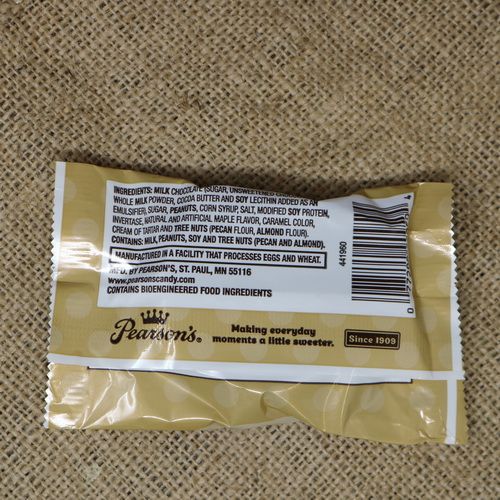 INGREDIENTS: MILK CHOCOLATE (SUGAR, UNSWEETENED
WHOLE MILK POWDER, COCOA BUTTER AND SOY LECITHIN ADDED AS AN
EMULSIFIER), SUGAR, PEANUTS, CORN SYRUP, SALT, MODIFIED SOY PROTEIN,
INVERTASE, NATURAL AND ARTIFICIAL MAPLE FLAVOR, CARAMEL COLOR,
CREAM OF TARTAR AND TREE NUTS (PECAN FLOUR, ALMOND FLOUR).
CONTAINS: MILK, PEANUTS, SOY AND TREE NUTS (PECAN AND ALMOND).
MANUFACTURED IN A FACILITY THAT PROCESSES EGGS AND WHEAT.
MFD. BY PEARSON'S, ST. PAUL, MN 55116
www.pearsonscandy.com
CONTAINS BIOENGINEERED FOOD INGREDIENTS
441960
Pearson's®
Making everyday
moments a little sweeter.
Since 1909